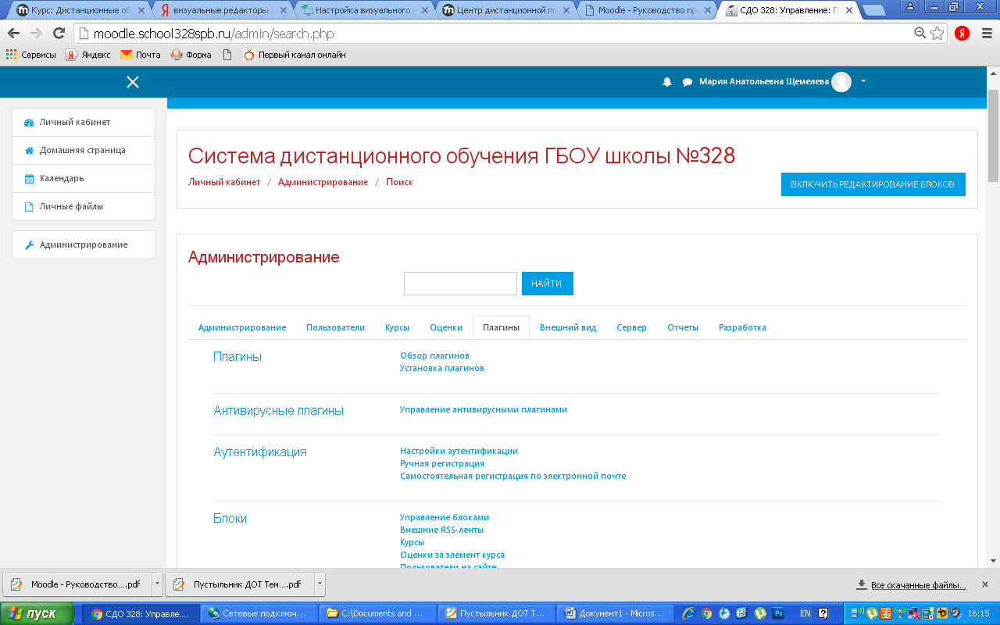 Курс: Дистанционные об
визуальные редакторы
Настройка визуального
Центр дистанционной по
Moodle - Руководство пр
СДО 328: Управление: П
moodle.school328spb.ru/admin/search.php
Сервисы Яндекс Почта Форма Первый канал онлайн
Мария Анатольевна Щемелева
Личный кабинет
Домашняя страница
Календарь
Личные файлы
Администрирование
Система дистанционного обучения ГБОУ школы №328
Личный кабинет / Администрирование / Поиск
ВКЛЮЧИТЬ РЕДАКТИРОВАНИЕ БЛОКОВ
Администрирование
НАЙТИ
Администрирование Пользователи Курсы Оценки Плагины Внешний вид Сервер Отчеты Разработка
Плагины
Обзор плагинов
Установка плагинов
Антивирусные плагины
Управление антивирусными плагинами
Аутентификация
Настройки аутентификации
Ручная регистрация
Самостоятельная регистрация по электронной почте
Блоки
Управление блоками
Внешние RSS-ленты
Курсы
Оценки за элемент курса
Пользователи на сайте
Moodle - Руководство....pdf
Пустыльник ДОТ Тем....pdf
Все скачанные файлы...
пуск
СДО 328: Управле...
Сетевые подключ...
C:\Documents and ...
Пустыльник ДОТ Т...
Документ1 - Micros...
EN
16:15